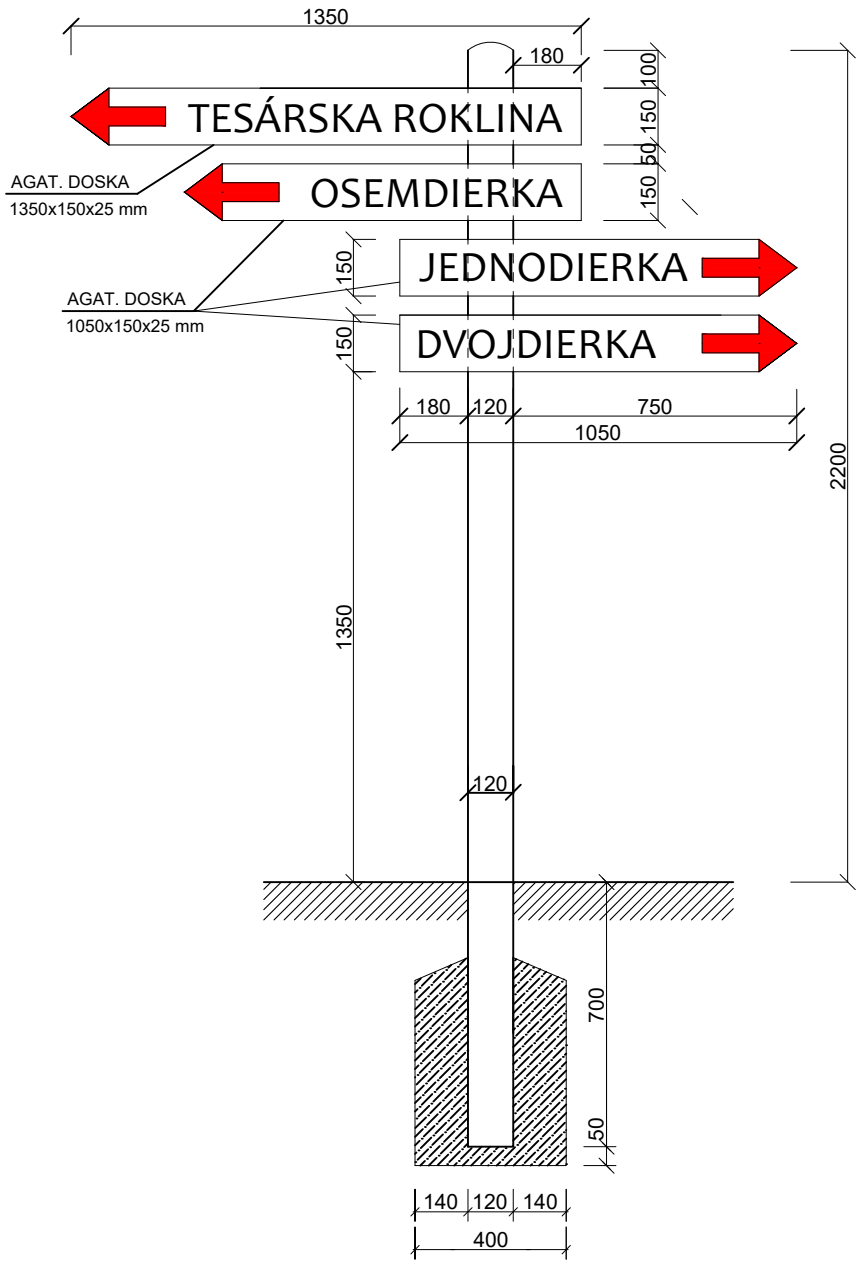 1350
180
100
TESÁRSKA ROKLINA
150
50
AGAT. DOSKA
1350x150x25 mm
OSEMDIERKA
150
150
JEDNODIERKA
AGAT. DOSKA
1050x150x25 mm
150
DVOJDIERKA
180
120
750
1050
2200
1350
120
700
50
140
120
140
400